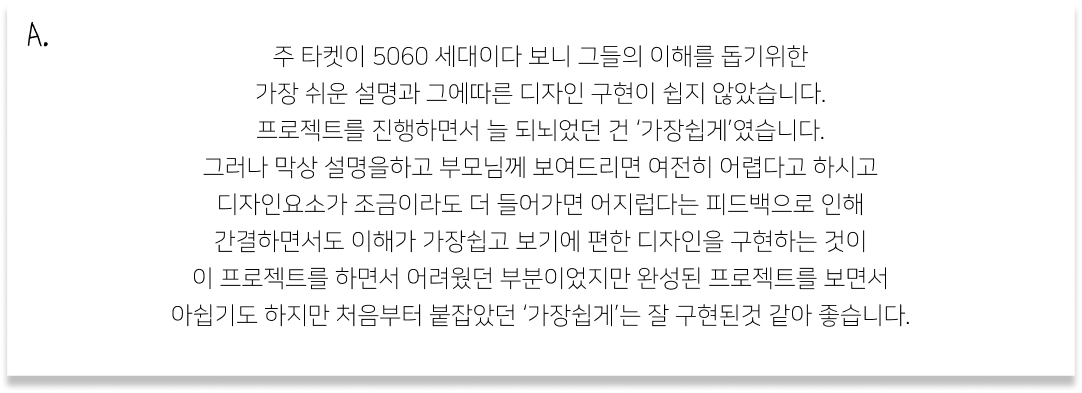 A.
주 타켓이 5060 세대이다 보니 그들의 이해를 돕기위한
가장 쉬운 설명과 그에따른 디자인 구현이 쉽지 않았습니다.
프로젝트를 진행하면서 늘 되뇌었던 건 ‘가장쉽게’였습니다.
그러나 막상 설명을하고 부모님께 보여드리면 여전히 어렵다고 하시고
디자인요소가 조금이라도 더 들어가면 어지럽다는 피드백으로 인해
간결하면서도 이해가 가장쉽고 보기에 편한 디자인을 구현하는 것이
이 프로젝트를 하면서 어려웠던 부분이었지만 완성된 프로젝트를 보면서
아쉽기도 하지만 처음부터 붙잡았던 ‘가장쉽게’는 잘 구현된것 같아 좋습니다.